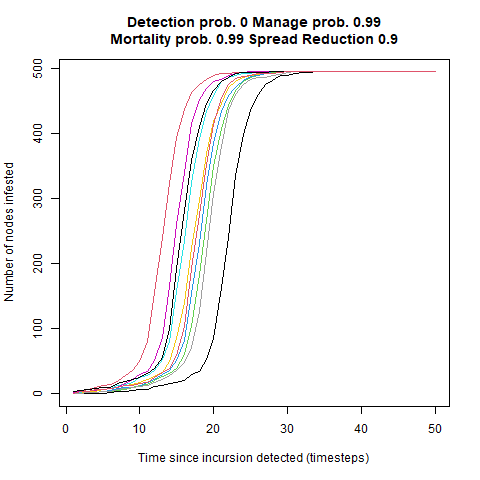 Detection prob. 0 Manage prob. 0.99
Mortality prob. 0.99 Spread Reduction 0.9
Number of nodes infested
500
400
300
200
100
0
0 10 20 30 40 50
Time since incursion detected (timesteps)